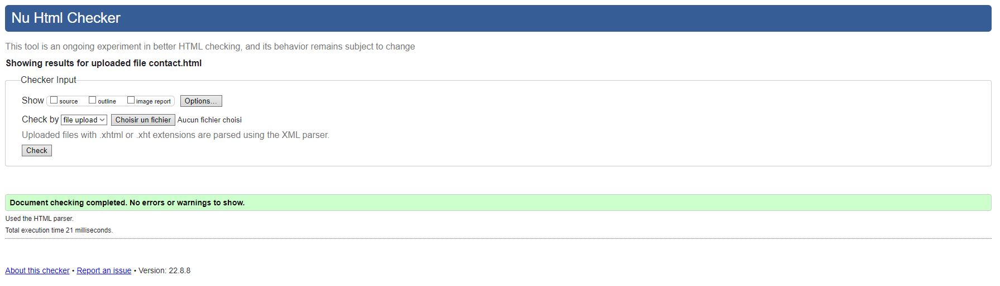 Nu Html Checker
This tool is an ongoing experiment in better HTML checking, and its behavior remains subject to change
Showing results for uploaded file contact.html
Checker Input
Show source outline image report Options...
Check by file upload Choisir un fichier Aucun fichier choisi
Uploaded files with .xhtml or .xht extensions are parsed using the XML parser.
Check
Document checking completed. No errors or warnings to show.
Used the HTML parser.
Total execution time 21 milliseconds.
About this checker • Report an issue • Version: 22.8.8